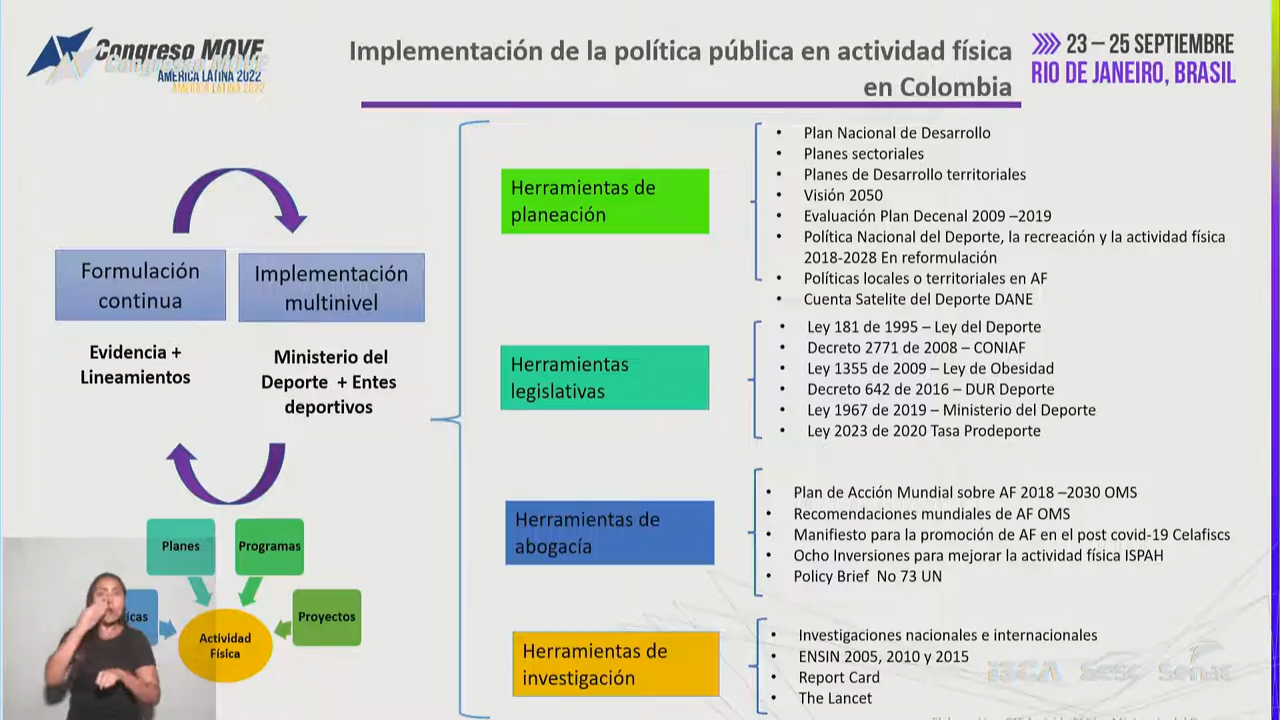 Congreso MOVE
AMÉRICA LATINA 2022
Implementación de la política pública en actividad física
en Colombia
23 – 25 SEPTIEMBRE
RIO DE JANEIRO, BRASIL
Formulación
continua
Implementación
multinivel
Evidencia +
Lineamientos
Ministerio del
Deporte + Entes
deportivos
Planes
Programas
Proyectos
Actividad
Física
Herramientas de
planeación
• Plan Nacional de Desarrollo
• Planes sectoriales
• Planes de Desarrollo territoriales
• Visión 2050
• Evaluación Plan Decenal 2009 –2019
• Política Nacional del Deporte, la recreación y la actividad física
2018-2028 En reformulación
• Políticas locales o territoriales en AF
• Cuenta Satelite del Deporte DANE
Herramientas
legislativas
• Ley 181 de 1995 – Ley del Deporte
• Decreto 2771 de 2008 – CONIAF
• Ley 1355 de 2009 – Ley de Obesidad
• Decreto 642 de 2016 – DUR Deporte
• Ley 1967 de 2019 – Ministerio del Deporte
• Ley 2023 de 2020 Tasa Prodeporte
Herramientas de
abogacía
• Plan de Acción Mundial sobre AF 2018 –2030 OMS
• Recomendaciones mundiales de AF OMS
• Manifiesto para la promoción de AF en el post covid-19 Celafiscs
• Ocho Inversiones para mejorar la actividad física ISPAH
• Policy Brief No 73 UN
Herramientas de
investigación
• Investigaciones nacionales e internacionales
• ENSIN 2005, 2010 y 2015
• Report Card
• The Lancet